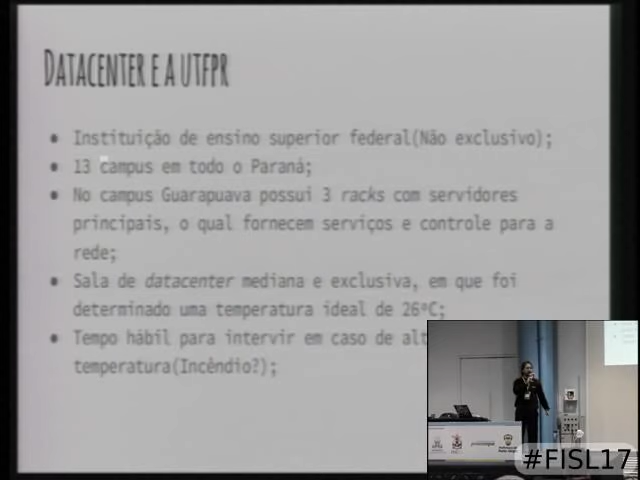 DATACENTER E A UTFPR
● Instituição de ensino superior federal(Não exclusivo);
● 13 campus em todo o Paraná;
● No campus Guarapuava possui 3 racks com servidores
principais, o qual fornecem serviços e controle para a
rede;
● Sala de datacenter mediana e exclusiva, em que foi
determinado uma temperatura ideal de 26ºC;
● Tempo hábil para intervir em caso de alt
temperatura(Incêndio?);
#FISL17